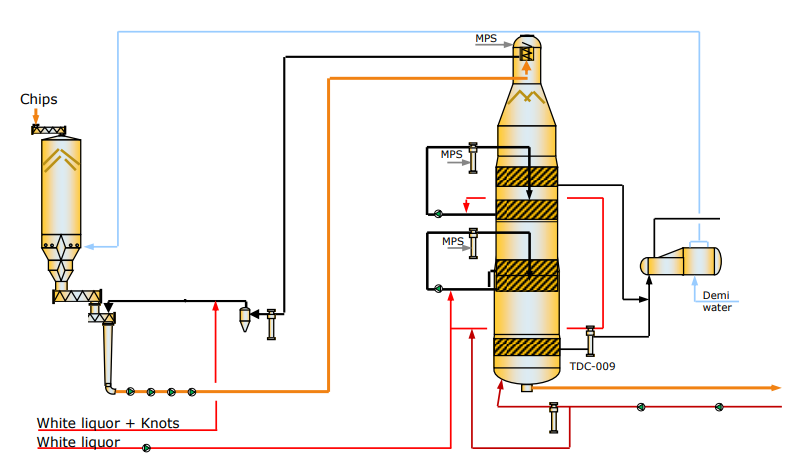 MPS
Chips
MPS
MPS
Demi
water
TDC-009
White liquor + Knots
White liquor